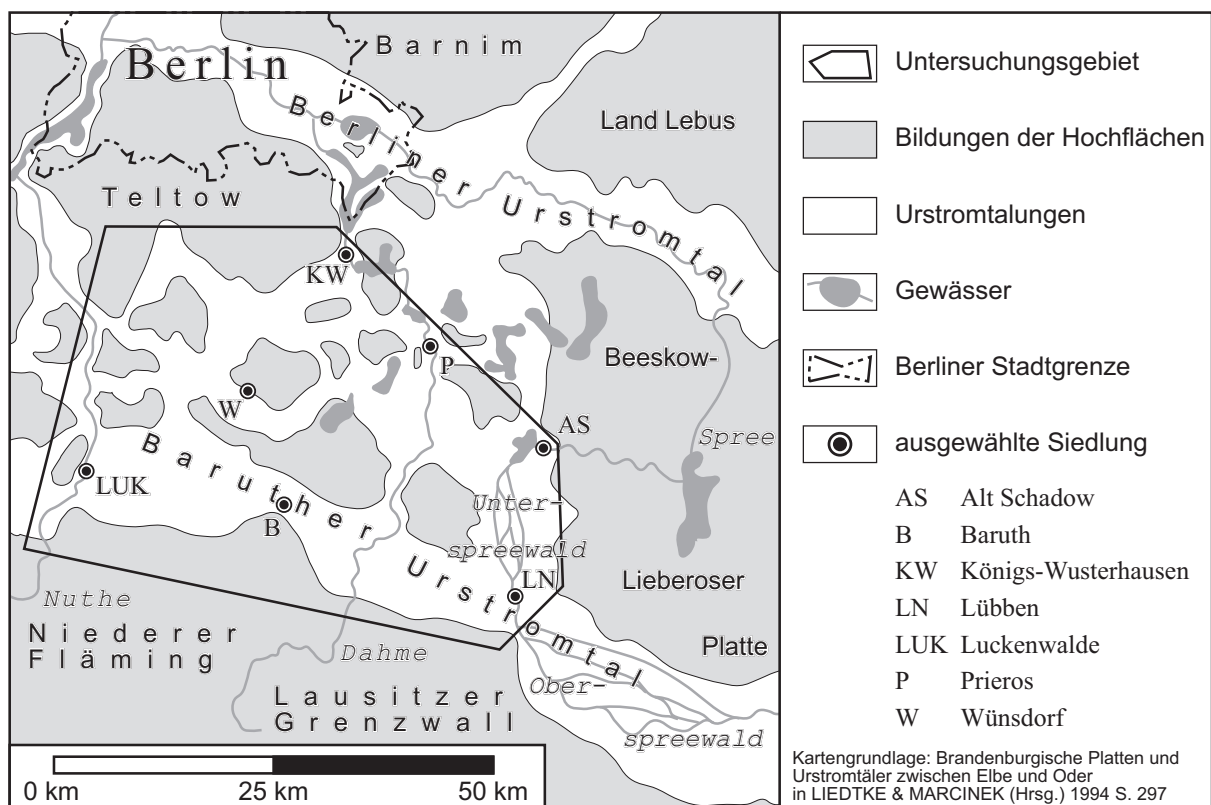 Barnim
Berlin
Berliner Urstromtal
Land Lebus
Teltow
KW
P
Beeskow-
W
AS
Spree
LUK
Baruther Urstromtal
B
Unter-
spreewald
LN
Lieberoser
Nuthe
Niederer
Fläming
Dahme
Platte
Lausitzer
Grenzwall
Ober-
spreewald
0 km 25 km 50 km
Untersuchungsgebiet
Bildungen der Hochflächen
Urstromtalungen
Gewässer
Berliner Stadtgrenze
ausgewählte Siedlung
AS Alt Schadow
B Baruth
KW Königs-Wusterhausen
LN Lübben
LUK Luckenwalde
P Prieros
W Wünsdorf
Kartengrundlage: Brandenburgische Platten und
Urstromtäler zwischen Elbe und Oder
in LIEDTKE & MARCINEK (Hrsg.) 1994 S. 297